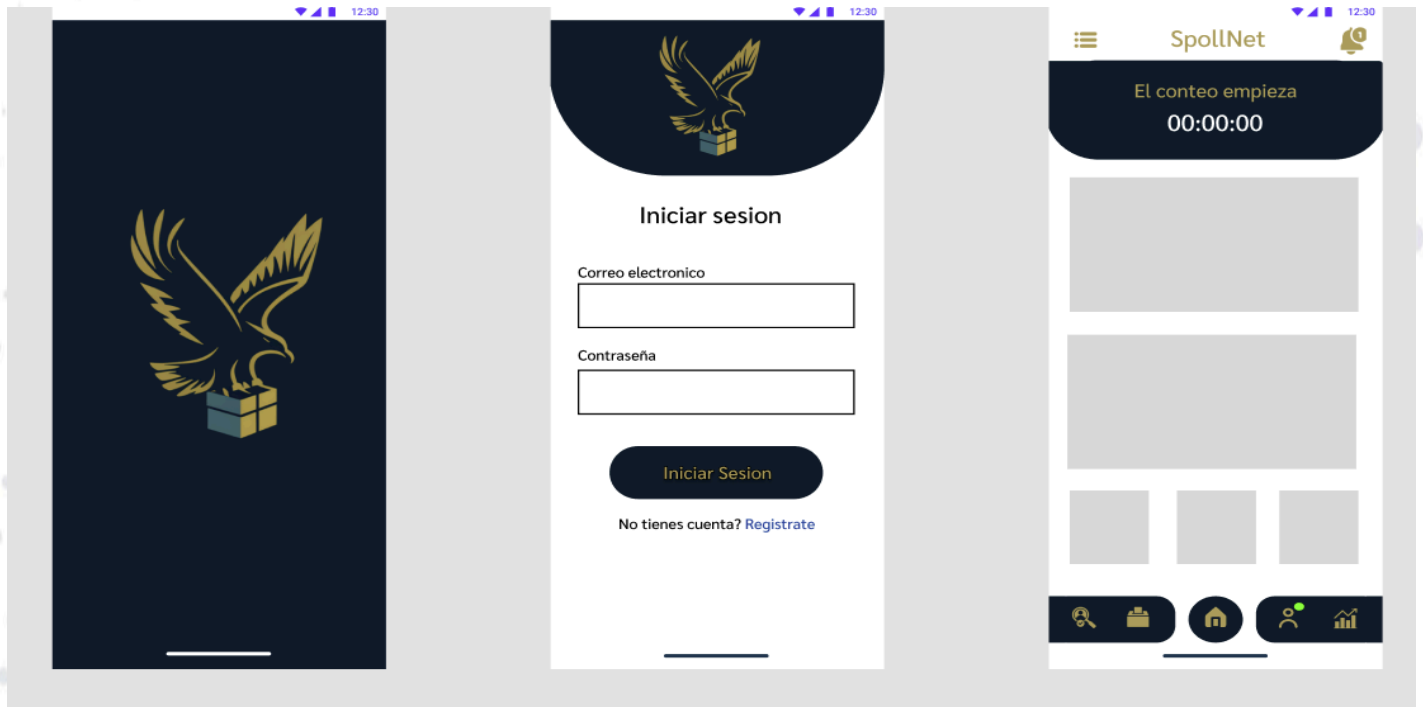 12:30
12:30
Iniciar sesion
Correo electronico
Contraseña
Iniciar Sesion
No tienes cuenta? Registrate
12:30
SpollNet
1
El conteo empieza
00:00:00